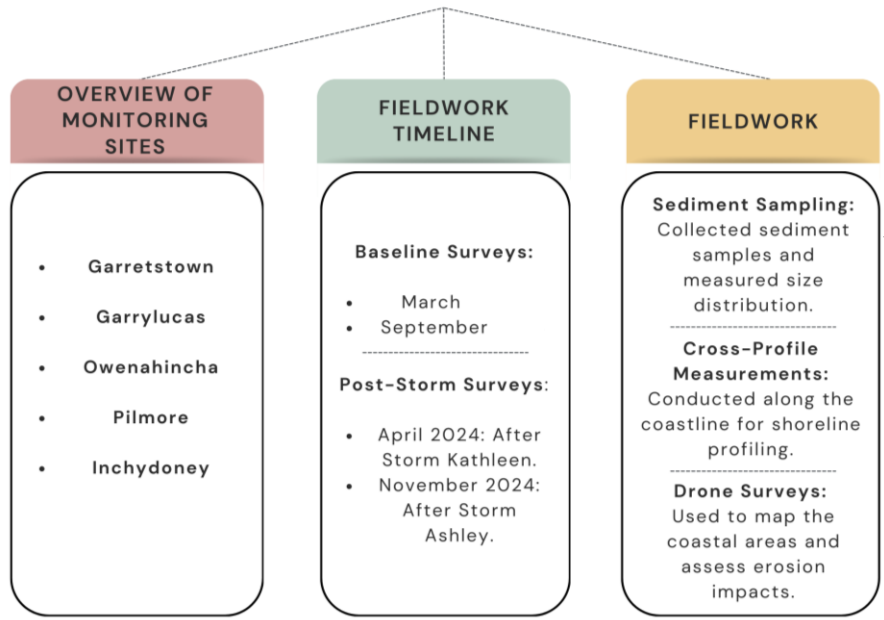 OVERVIEW OF
MONITORING
SITES
• Garretstown
• Garrylucas
• Owenahincha
• Pilmore
• Inchydoney
FIELDWORK
TIMELINE
Baseline Surveys:
• March
• September
Post-Storm Surveys:
• April 2024: After
Storm Kathleen.
• November 2024:
After Storm
Ashley.
FIELDWORK
Sediment Sampling:
Collected sediment
samples and
measured size
distribution.
Cross-Profile
Measurements:
Conducted along the
coastline for shoreline
profiling.
Drone Surveys:
Used to map the
coastal areas and
assess erosion
impacts.